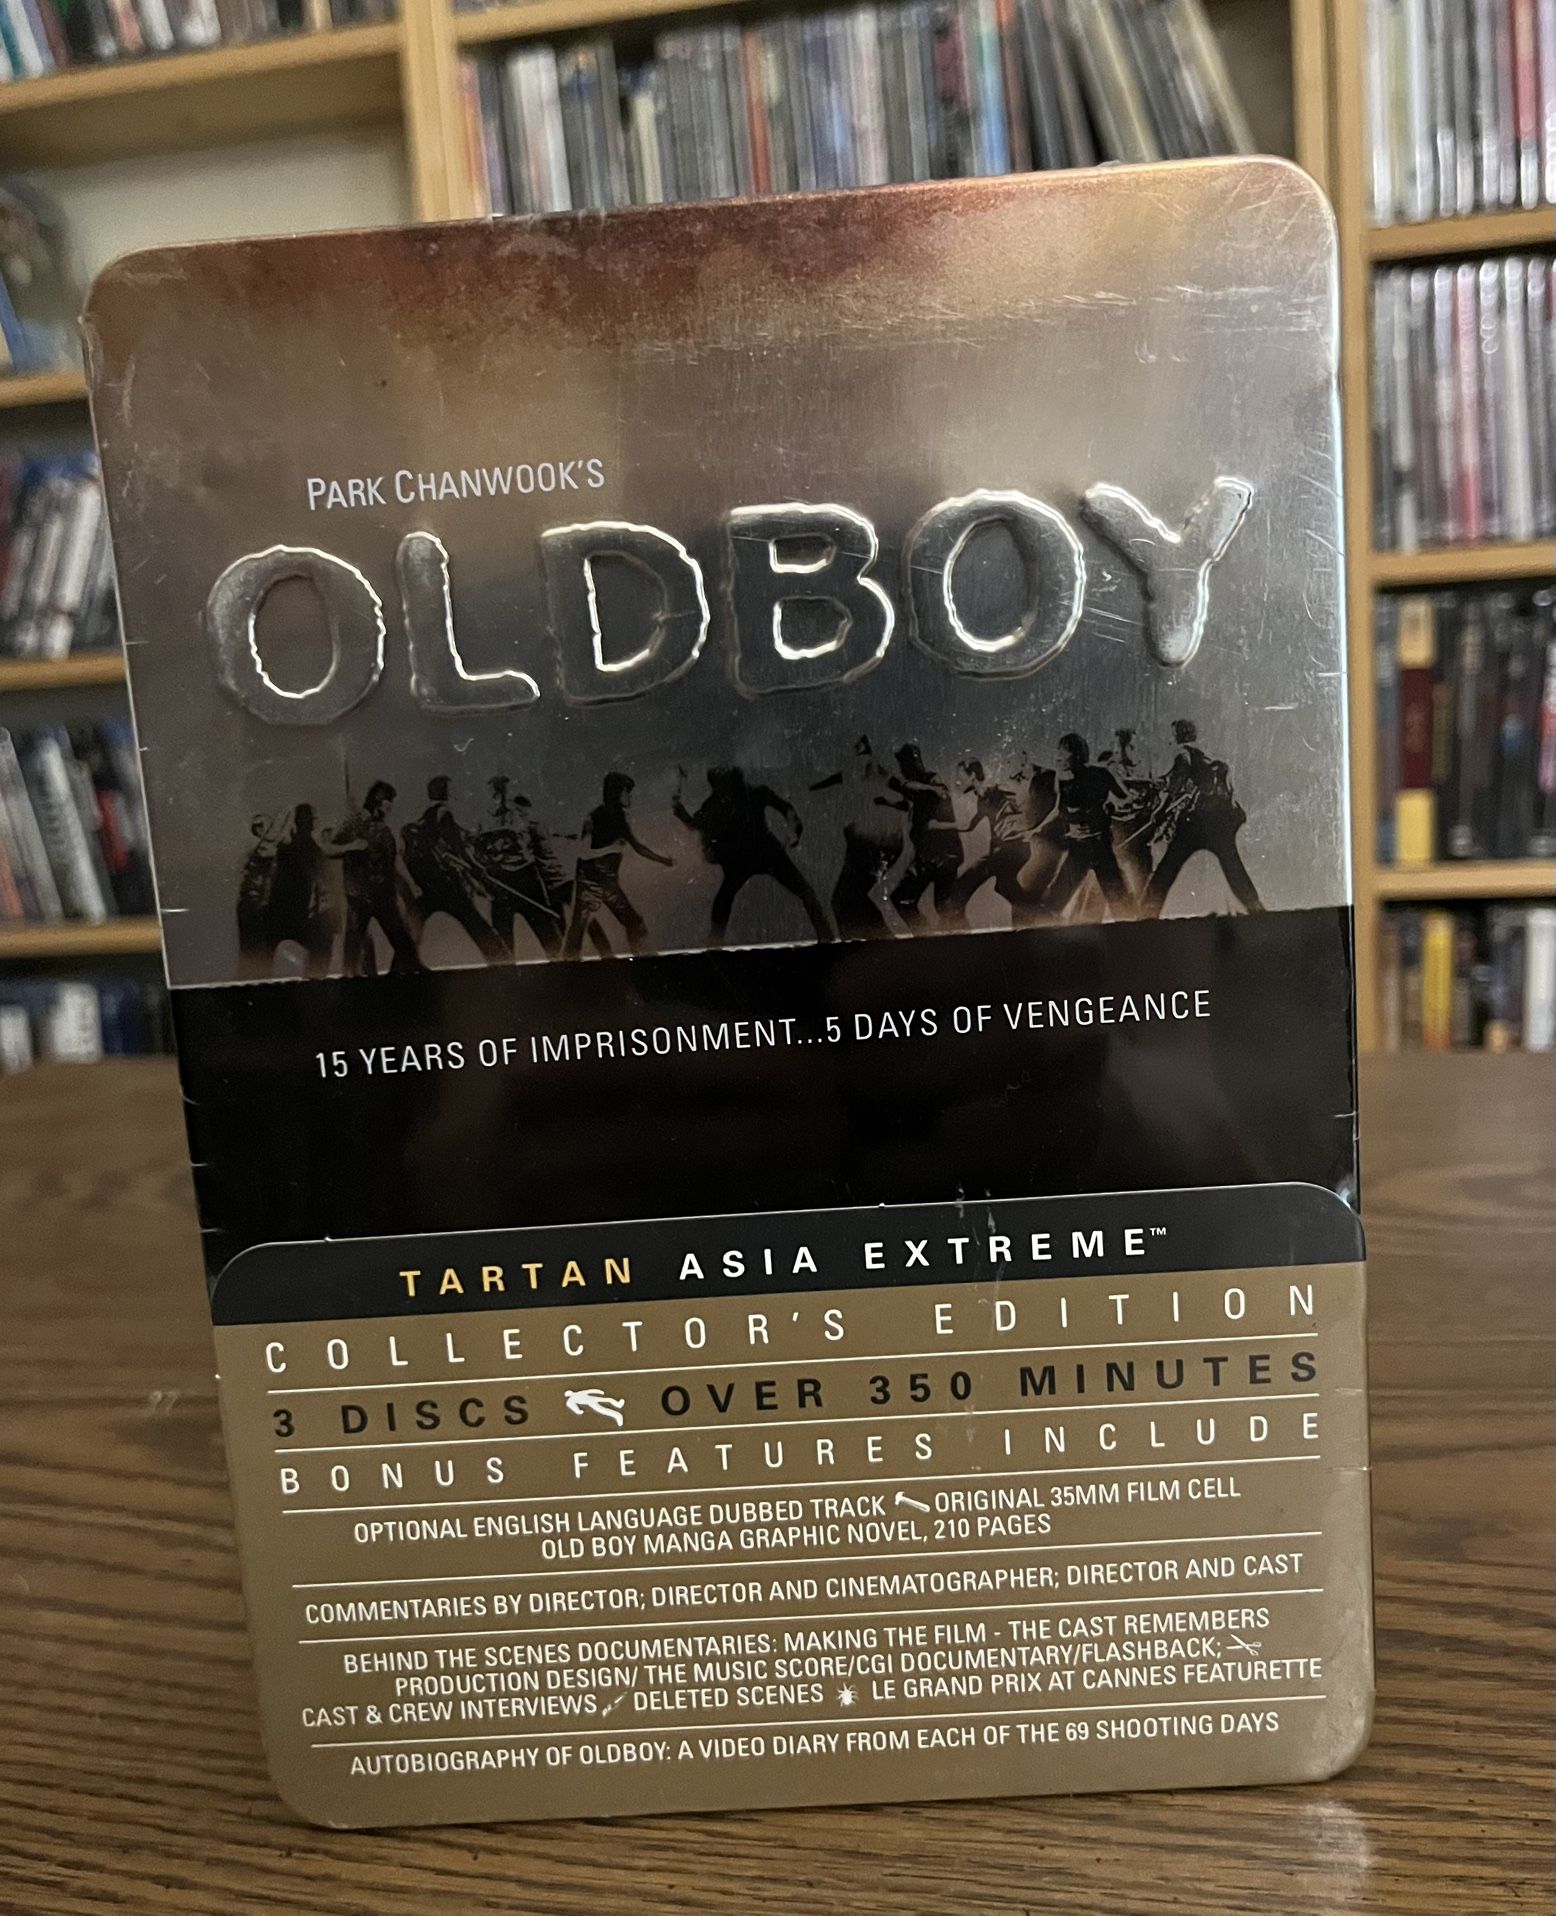 PARK CHANWOOK'S
OLDBOY
15 YEARS OF IMPRISONMENT...5 DAYS OF VENGEANCE
TARTAN ASIA EXTREME™
COLLECTOR'S EDITION
3 DISCS OVER 350 MINUTES
BONUS FEATURES INCLUDE
OPTIONAL ENGLISH LANGUAGE DUBBED TRACK ORIGINAL 35MM FILM CELL
OLD BOY MANGA GRAPHIC NOVEL, 210 PAGES
COMMENTARIES BY DIRECTOR; DIRECTOR AND CINEMATOGRAPHER; DIRECTOR AND CAST
BEHIND THE SCENES DOCUMENTARIES: MAKING THE FILM - THE CAST REMEMBERS
PRODUCTION DESIGN/ THE MUSIC SCORE/CGI DOCUMENTARY/FLASHBACK;
CAST & CREW INTERVIEWS DELETED SCENES LE GRAND PRIX AT CANNES FEATURETTE
AUTOBIOGRAPHY OF OLDBOY: A VIDEO DIARY FROM EACH OF THE 69 SHOOTING DAYS